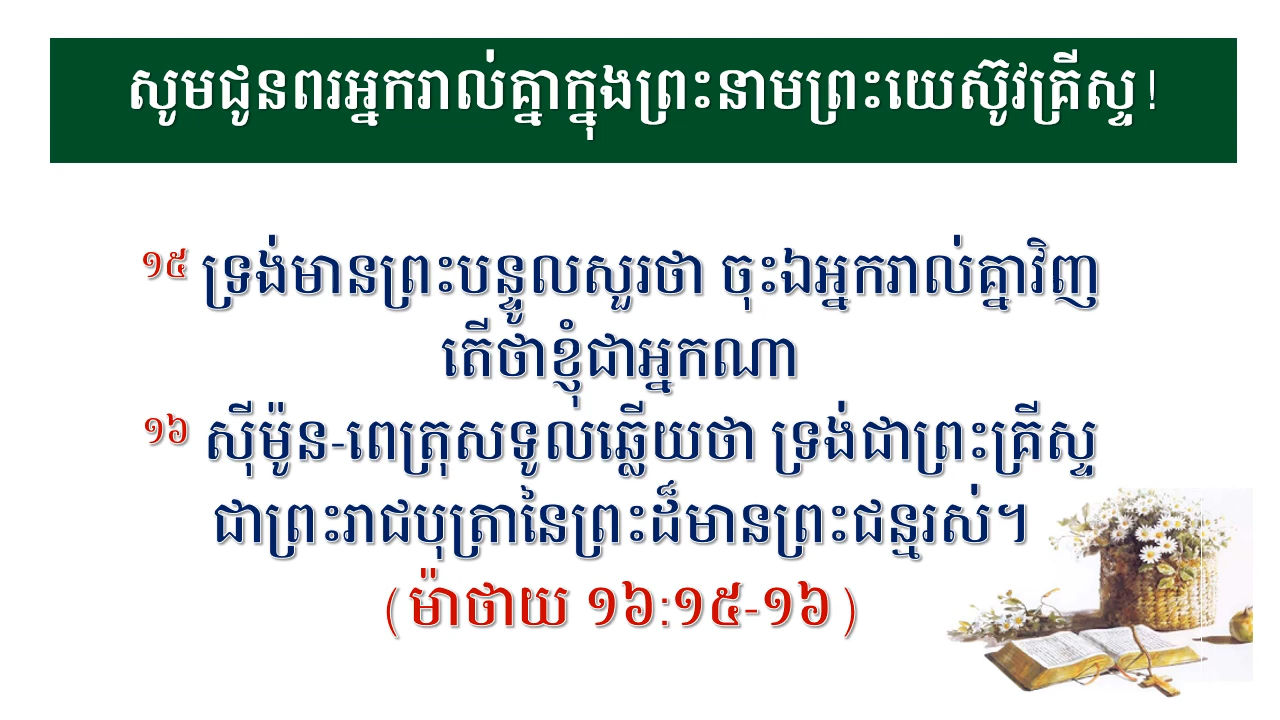 សូមជូនពរអ្នករាល់គ្នាក្នុងព្រះនាមព្រះយេស៊ូវគ្រីស្ទ!
១៥ ទ្រង់មានព្រះបន្ទូលសួរថា ចុះឯអ្នករាល់គ្នាវិញ
តើថាខ្ញុំជាអ្នកណា
១៦ ស៊ីម៉ូន-ពេត្រុសទូលឆ្លើយថា ទ្រង់ជាព្រះគ្រីស្ទ
ជាព្រះរាជបុត្រានៃព្រះដ៏មានព្រះជន្មរស់។
(ម៉ាថាយ ១៦:១៥-១៦)